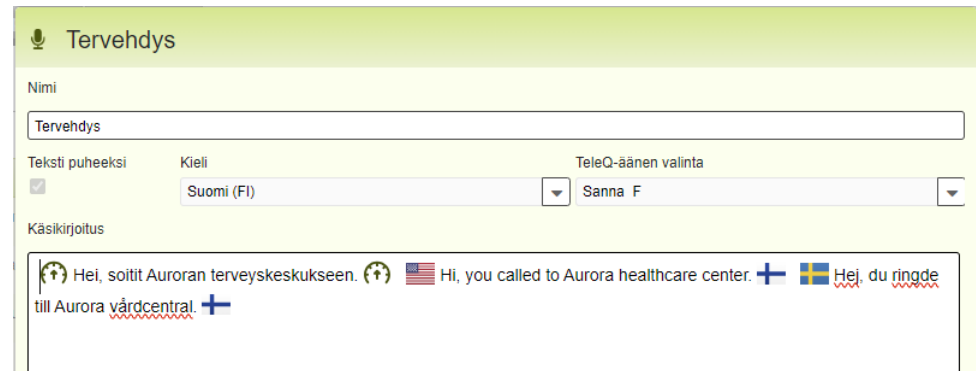 Tervehdys
Nimi
Tervehdys
Teksti puheeksi Kieli TeleQ-äänen valinta
Suomi (FI) Sanna F
Käsikirjoitus
Hei, soitit Auroran terveyskeskukseen. Hi, you called to Aurora healthcare center. Hej, du ringde
till Aurora vårdcentral.